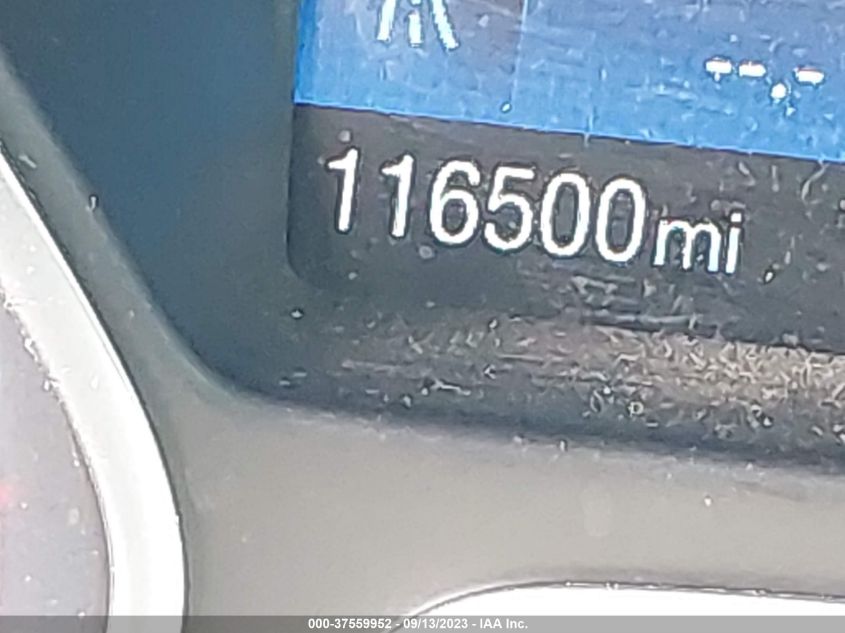 --.-
116500mi
000-37559952 - 09/13/2023 - IAA Inc.